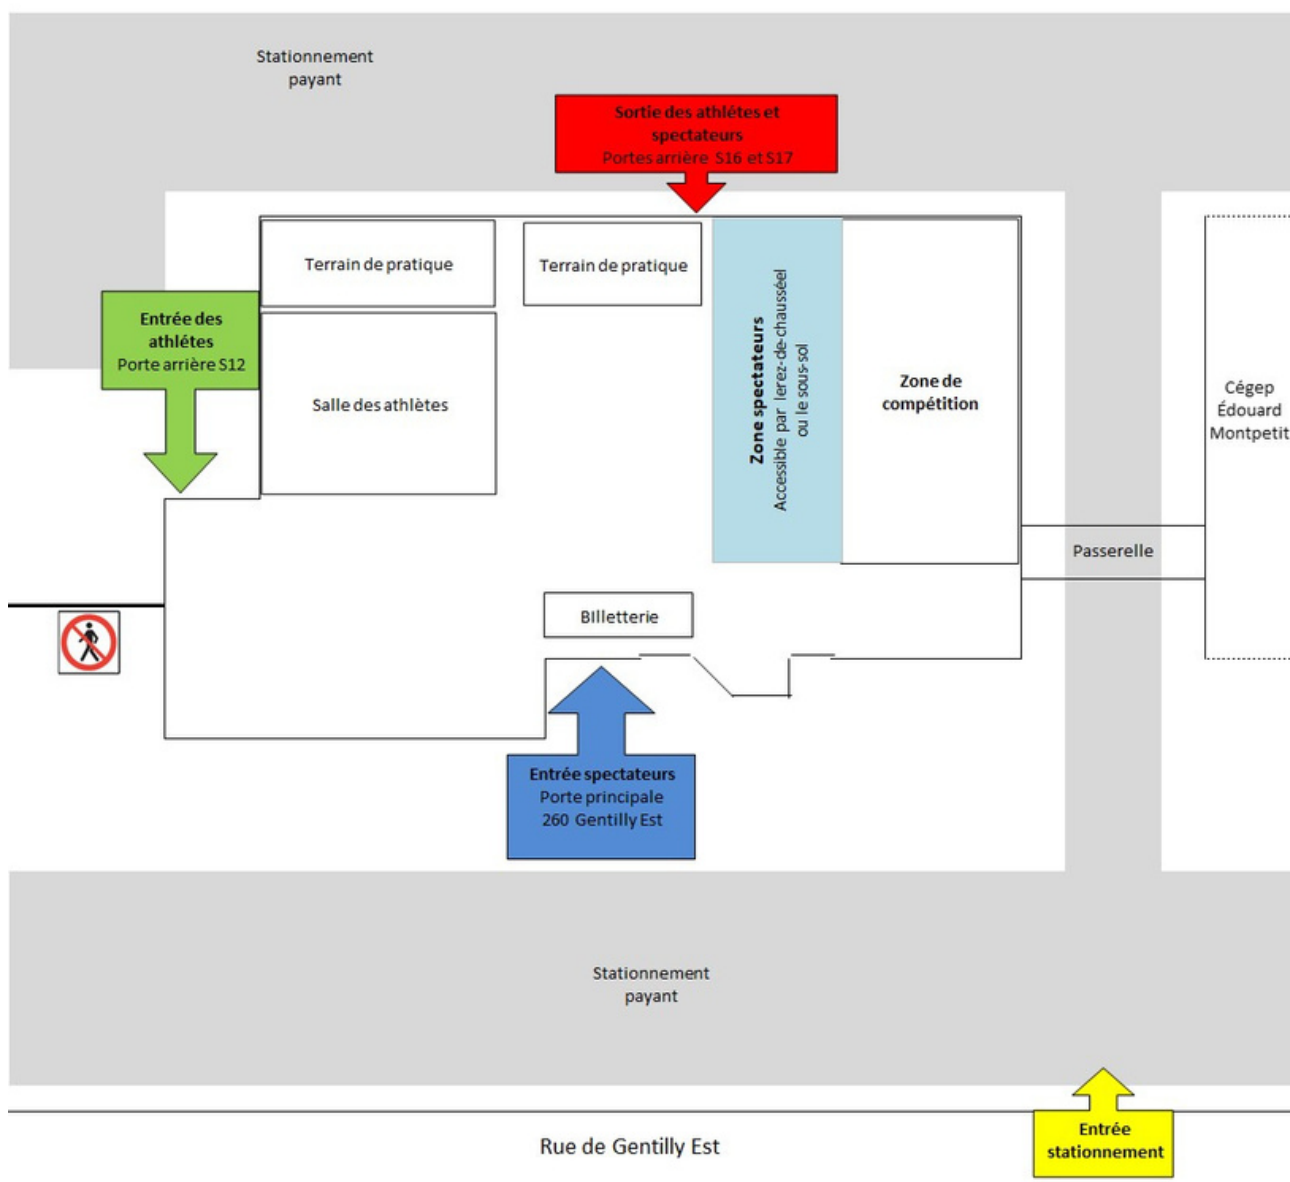 Stationnement
payant
Sortie des athlétes et
spectateurs
Portes arrière S16 et S17
Terrain de pratique
Terrain de pratique
Entrée des
athlétes
Porte arrière S12
Salle des athlètes
Zone spectateurs
Accessible par lerez-de-chausséel
ou le sous-sol
Zone de
compétition
Cégep
Édouard
Montpetit
Passerelle
BIlletterie
Entrée spectateurs
Porte principale
260 Gentilly Est
Stationnement
payant
Entrée
stationnement
Rue de Gentilly Est